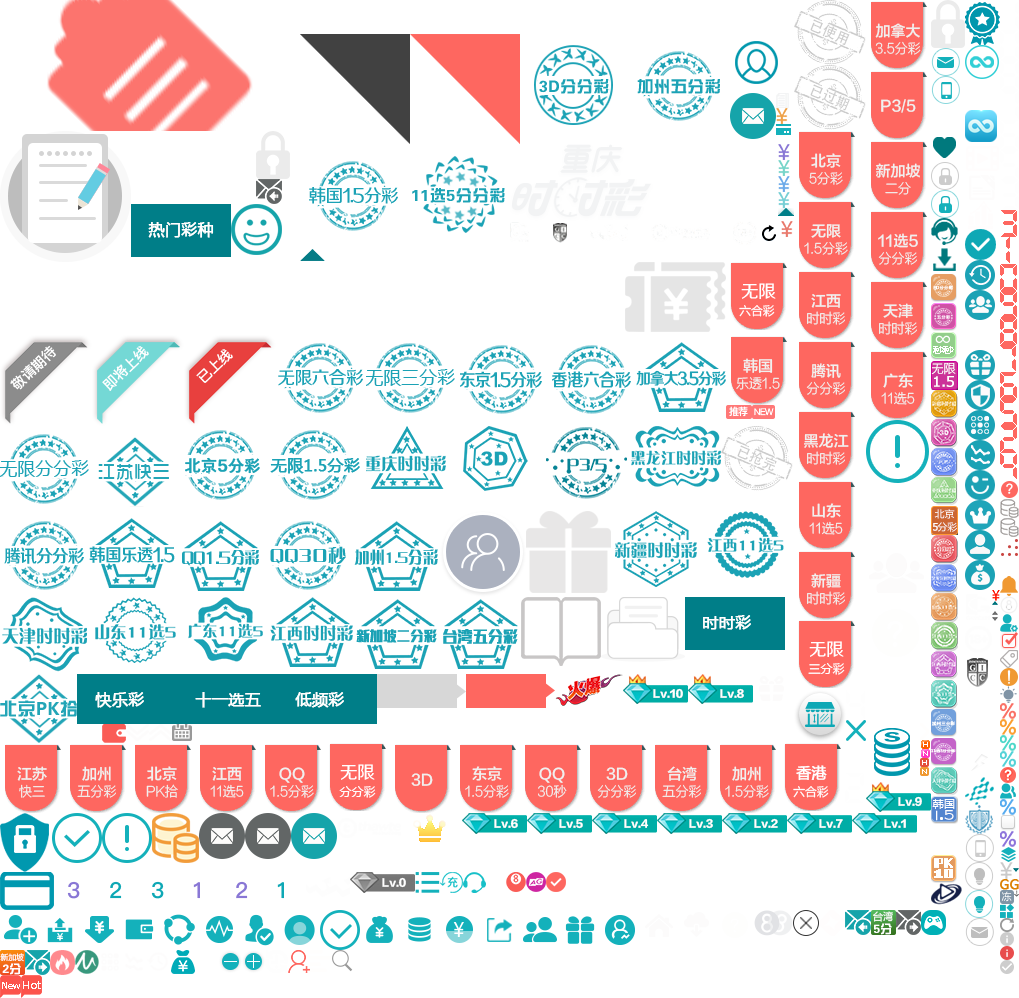 已使用
加拿大
3.5分彩
3D分分彩
加州五分彩
已过期
P3/5
北京
5分彩
新加坡
二分
重庆
时时彩
韩国1.5分彩
11选5分分彩
热门彩种
无限
1.5分彩
11选5
分分彩
无限
六合彩
江西
时时彩
天津
时时彩
敬请期待
即将上线
已上线
无限六合彩
无限三分彩
东京1.5分彩
香港六合彩
加拿大3.5分彩
韩国
乐透1.5
腾讯
分分彩
广东
11选5
无限
1.5
推荐 NEW
无限分分彩
江苏快三
北京5分彩
无限1.5分彩
重庆时时彩
3D
P3/5
黑龙江时时彩
已抢完
黑龙江
时时彩
北京
5分彩
腾讯分分彩
韩国乐透1.5
QQ1.5分彩
QQ30秒
加州1.5分彩
新疆时时彩
江西11选5
山东
11选5
新疆
时时彩
天津时时彩
山东11选5
广东11选5
江西时时彩
新加坡二分彩
台湾五分彩
时时彩
无限
三分彩
北京PK拾
快乐彩
十一选五
低频彩
火爆
Lv.10
Lv.8
江苏
快三
加州
五分彩
北京
PK拾
江西
11选5
QQ
1.5分彩
无限
分分彩
3D
东京
1.5分彩
QQ
30秒
3D
分分彩
台湾
五分彩
加州
1.5分彩
香港
六合彩
Lv.9
韩国
1.5
Lv.6
Lv.5
Lv.4
Lv.3
Lv.2
Lv.7
Lv.1
PK
10
3
2
3
1
2
1
Lv.0
充
8
AG
GG
冻
台湾
5分
新加坡
2分
New
Hot